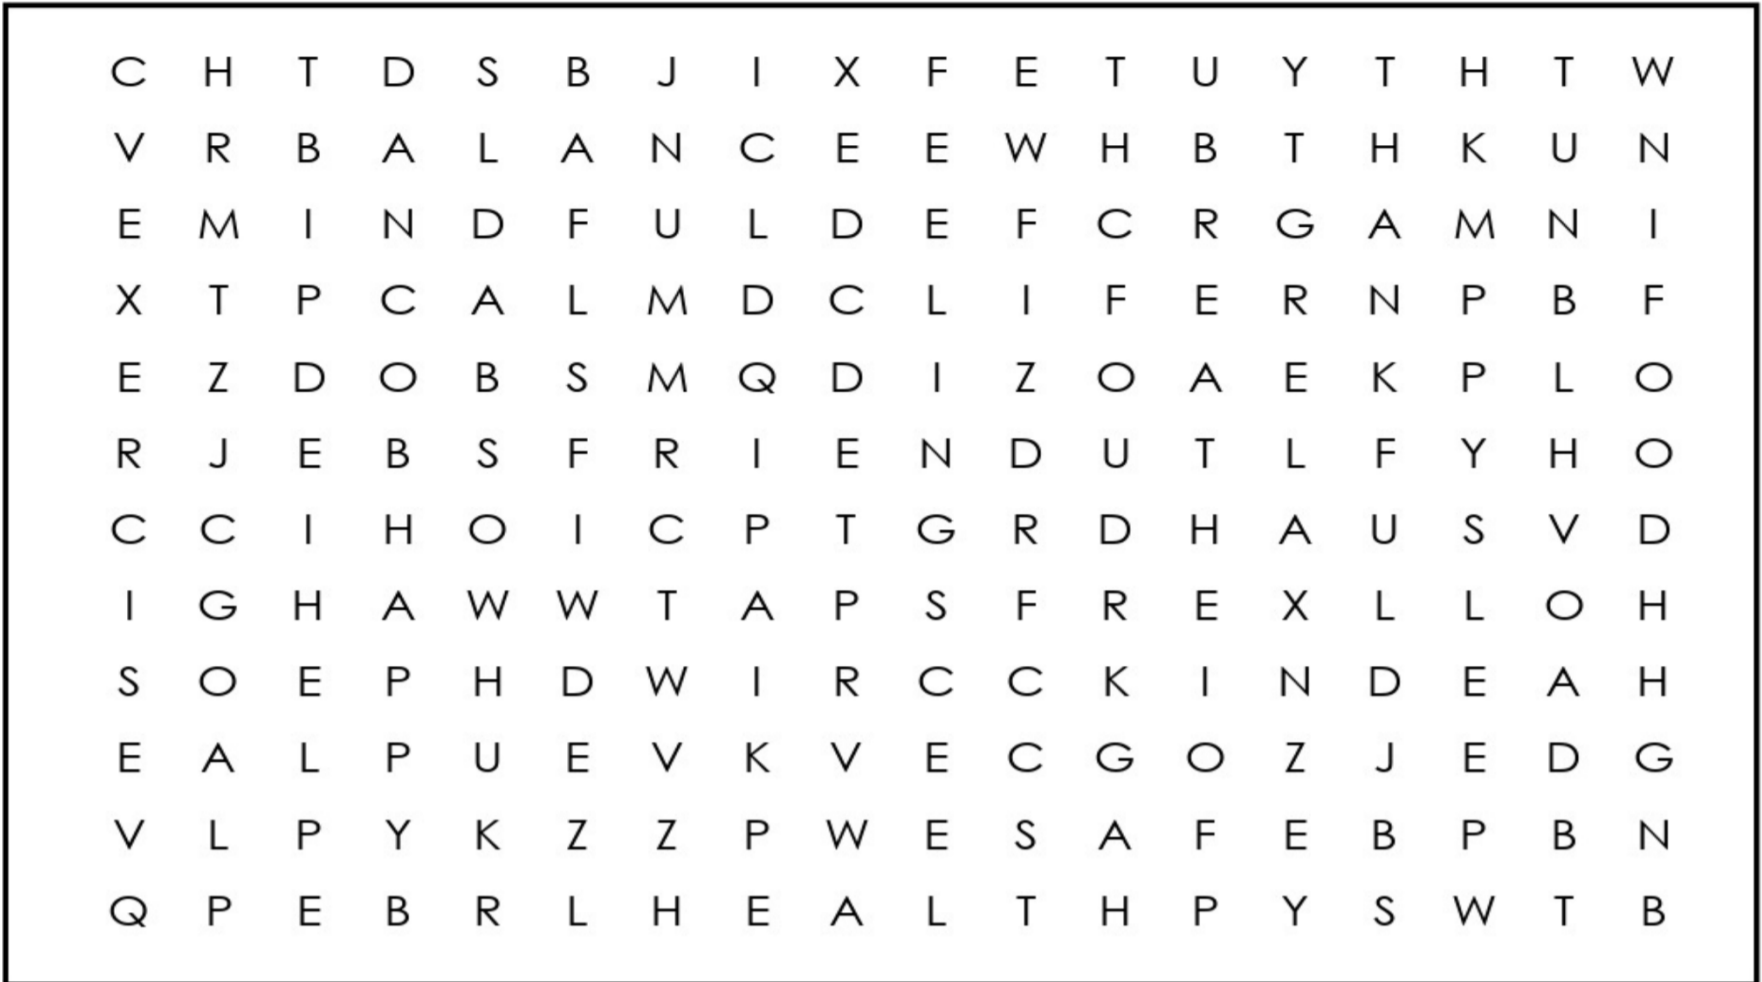 C H T D S B J I X F E T U Y T H T W
V R B A L A N C E E W H B T H K U N
E M I N D F U L D E F C R G A M N I
X T P C A L M D C L I F E R N P B F
E Z D O B S M Q D I Z O A E K P L O
R J E B S F R I E N D U T L F Y H O
C C I H O I C P T G R D H A U S V D
I G H A W W T A P S F R E X L L O H
S O E P H D W I R C C K I N D E A H
E A L P U E V K V E C G O Z J E D G
V L P Y K Z Z P W E S A F E B P B N
Q P E B R L H E A L T H P Y S W T B